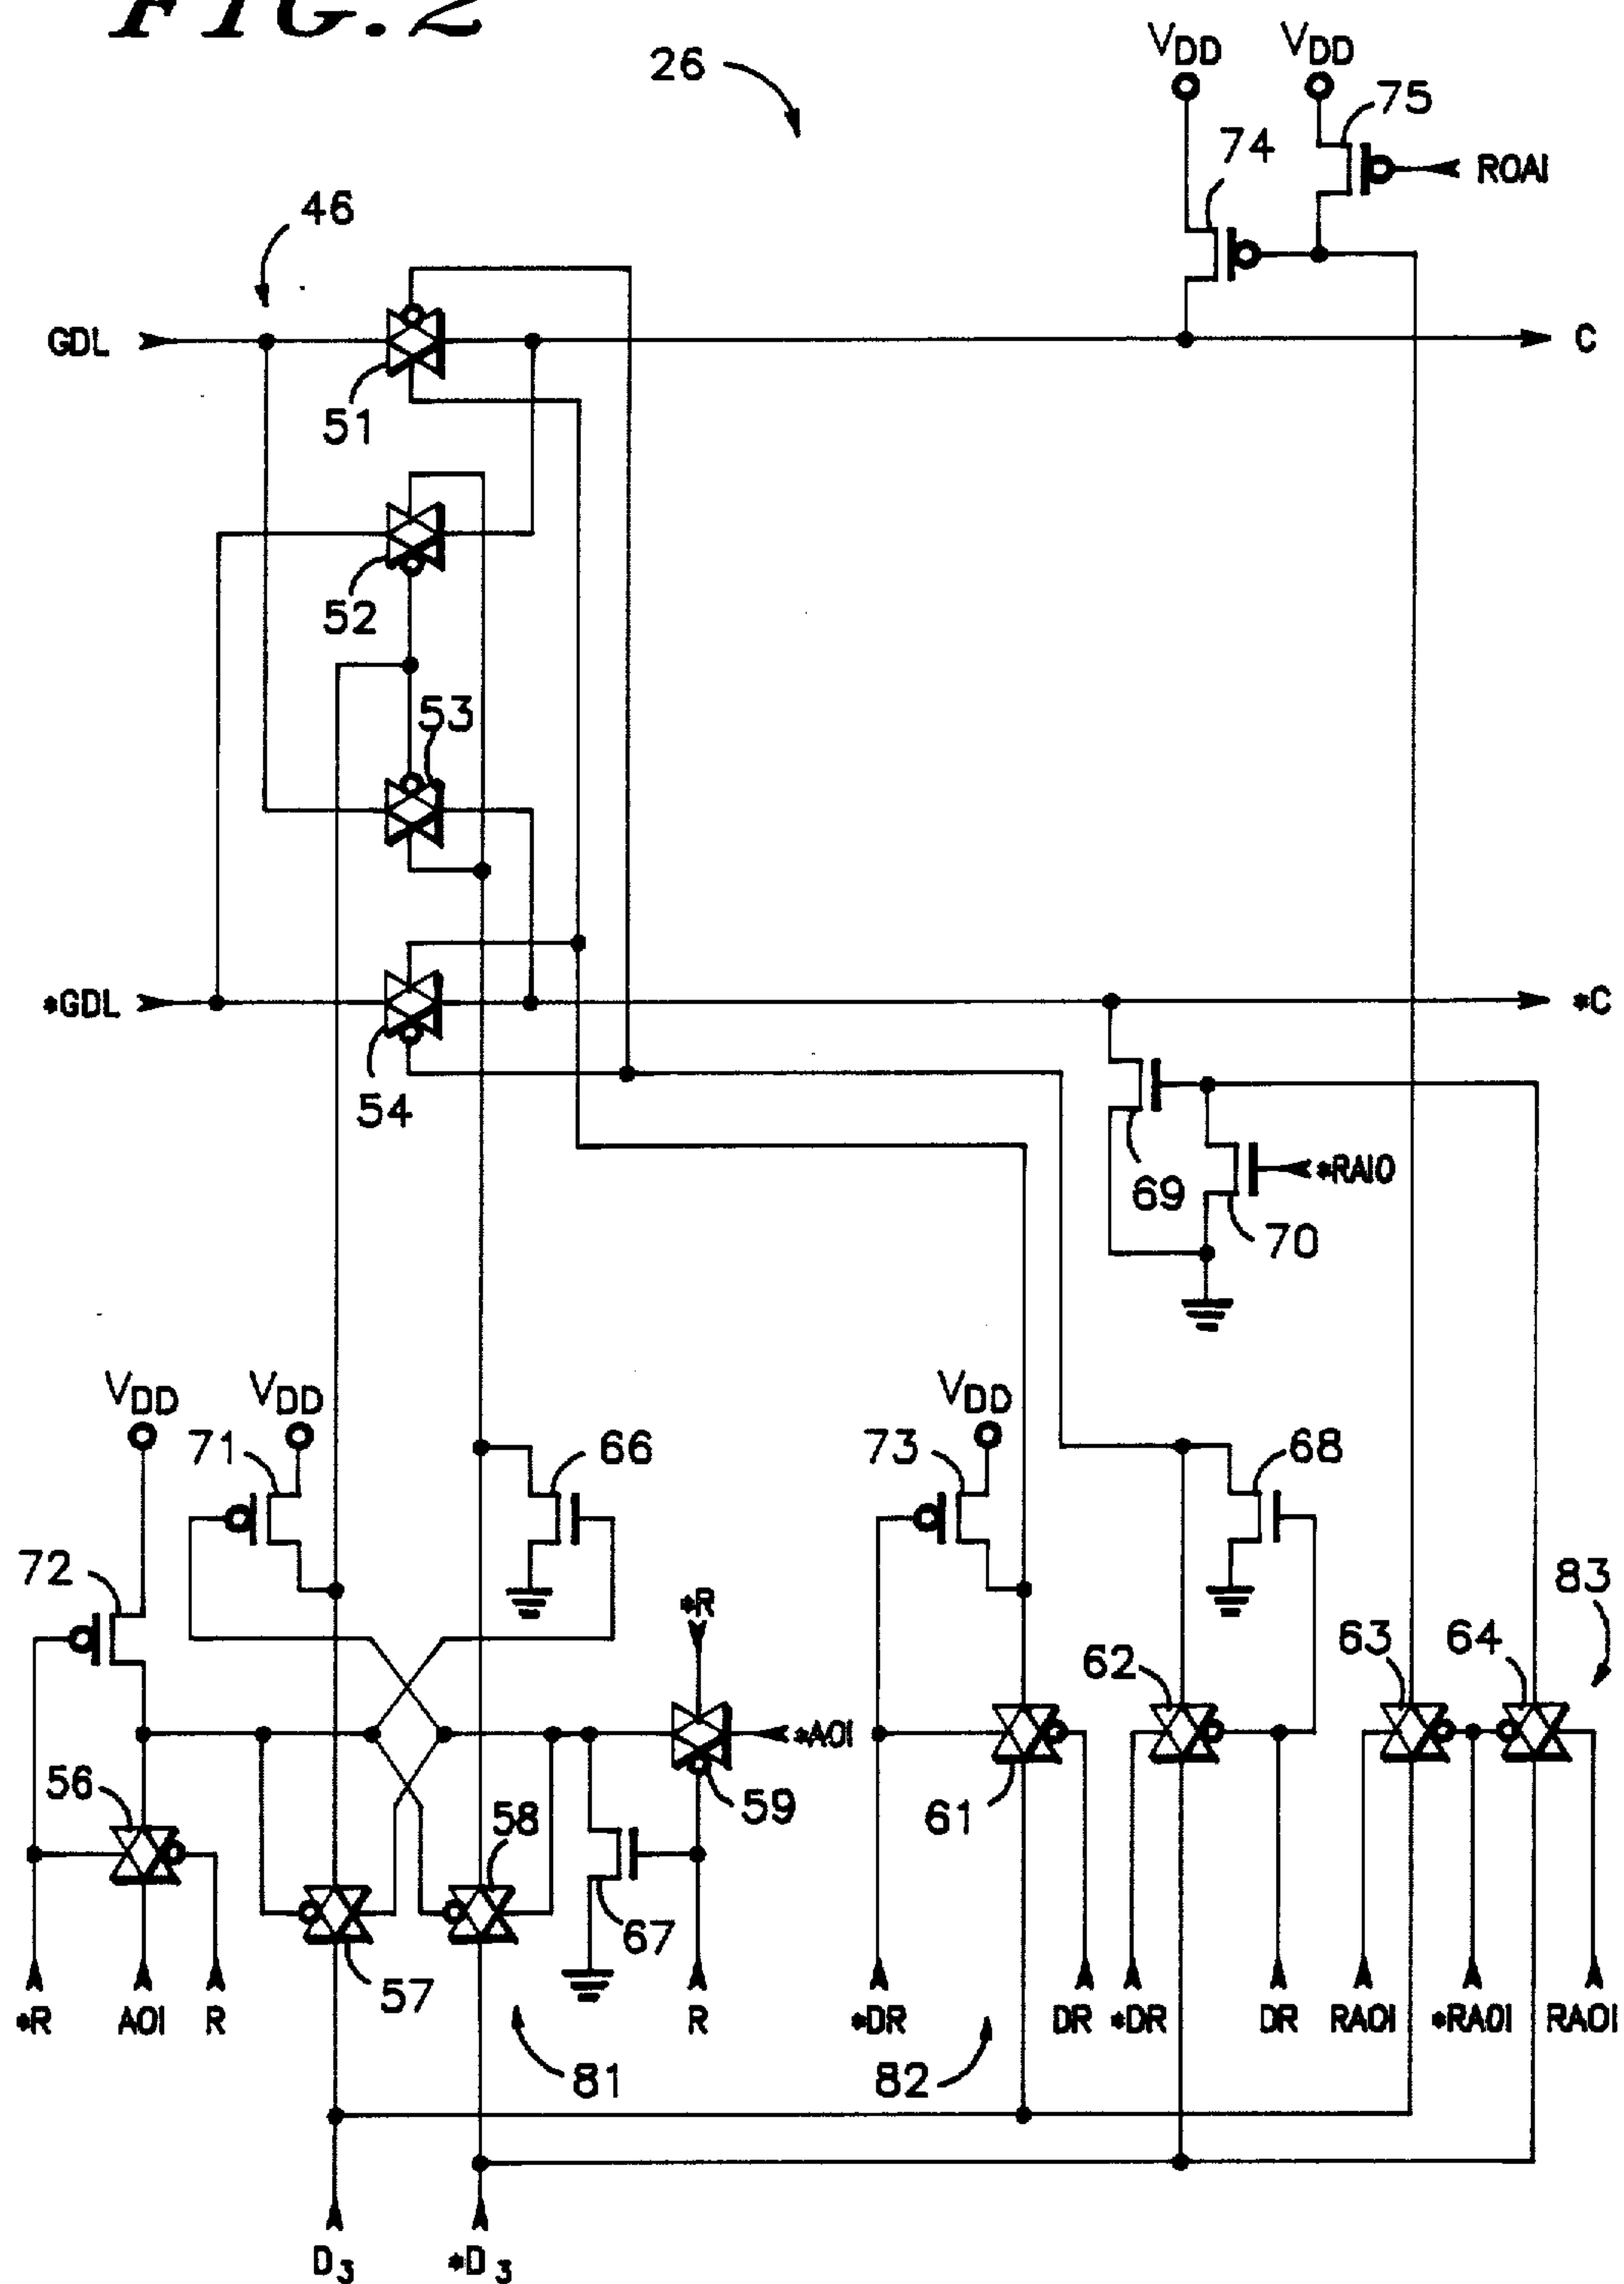 FIG. 2
26
VDD VDD
75
74
ROAI
46
GDL
C
51
52
53
*GDL
*C
54
69
*RAIO
70
VDD VDD
VDD
71
66
73
68
72
*R
83
62
63
64
*AOI
56
58
59
61
67
57
*R AOI R
R
*DR DR *DR DR RAOI *RAOI RAOI
81
82
D3 *D3